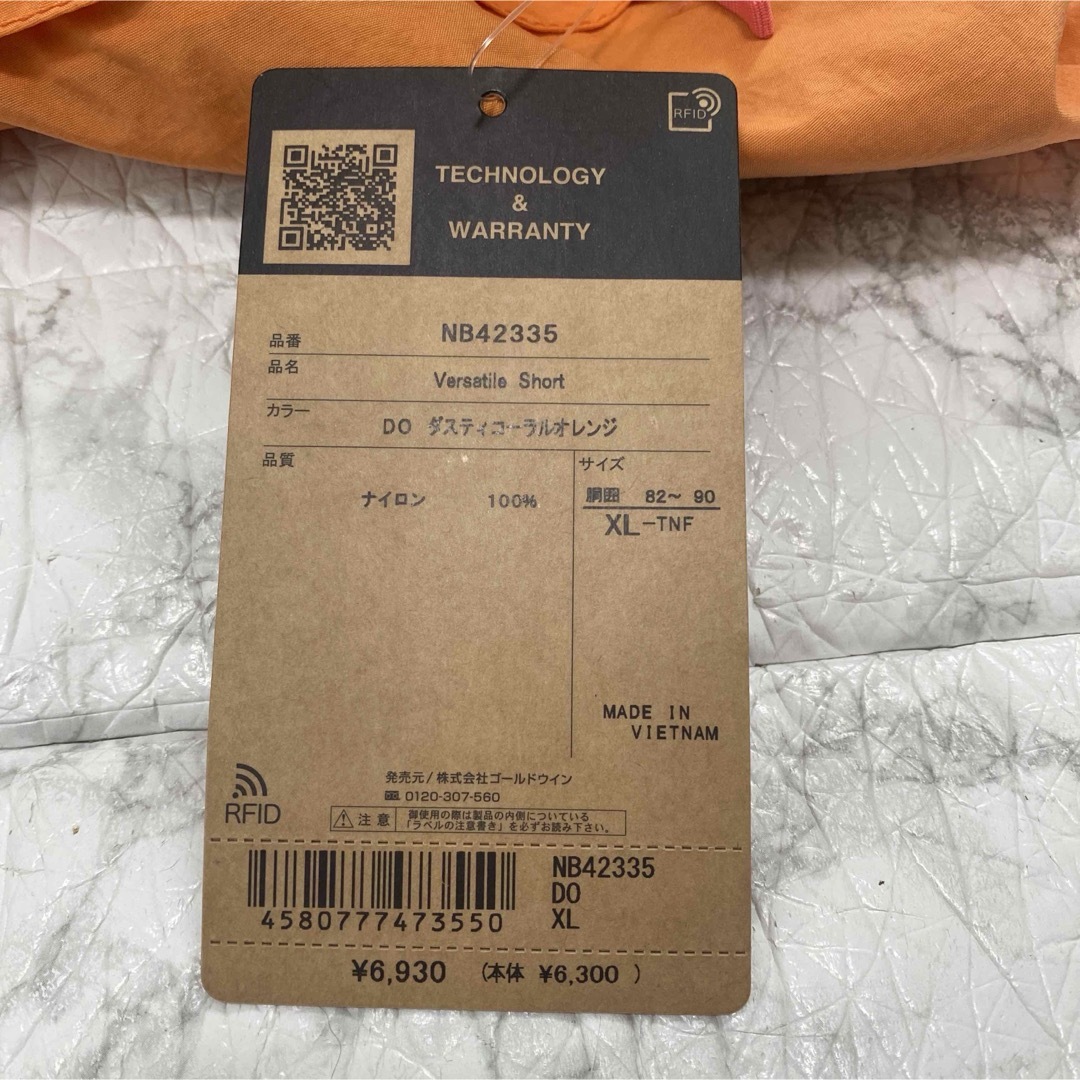 RFID
TECHNOLOGY
&
WARRANTY
品番 NB42335
品名 Versatile Short
カラー DO ダスティコーラルオレンジ
品質
ナイロン 100%
サイズ
胴囲 82～ 90
XL-TNF
MADE IN
VIETNAM
RFID
発売元/株式会社ゴールドウイン
0120-307-560
注意
御使用の際は製品の内側についている
「ラベルの注意書き」を必ずお読み下さい。
4580777473550
NB42335
DO
XL
¥6,930 (本体 ¥6,300 )